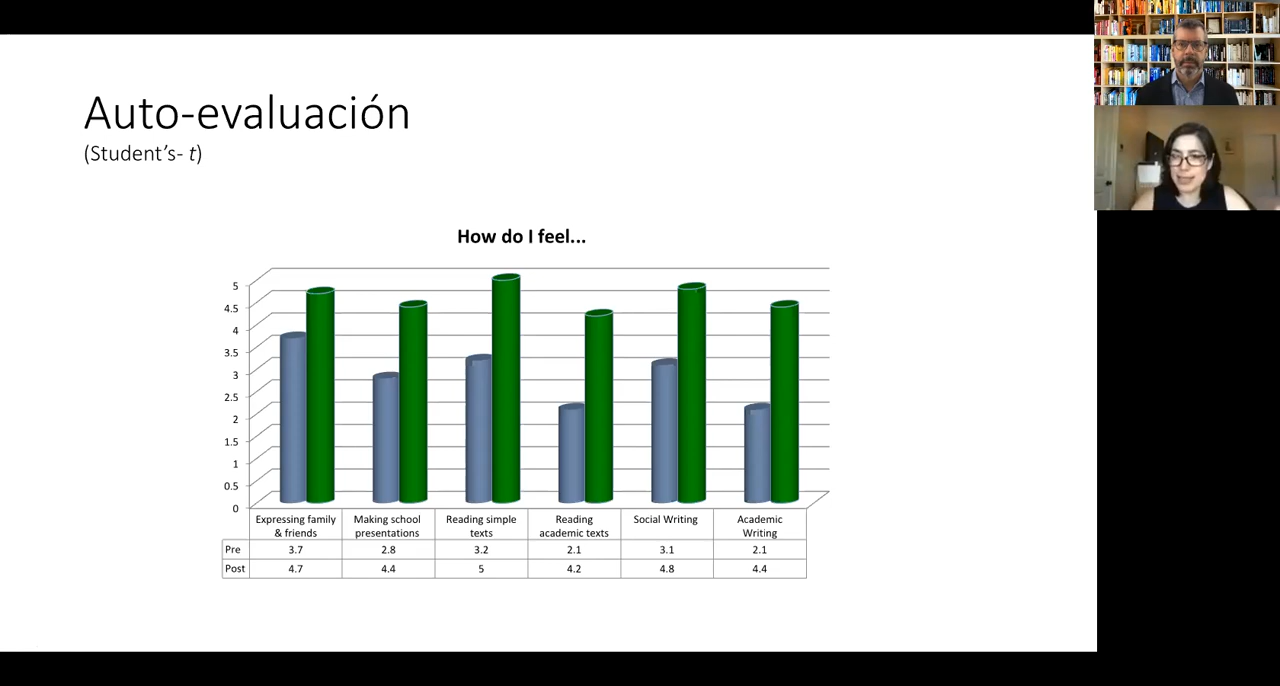 Auto-evaluación
(Student's- t)
How do I feel...
5
4.5
4
3.5
3
2.5
2
1.5
1
0.5
0
Expressing family & friends
Making school presentations
Reading simple texts
Reading academic texts
Social Writing
Academic Writing
Pre 3.7 2.8 3.2 2.1 3.1 2.1
Post 4.7 4.4 5 4.2 4.8 4.4